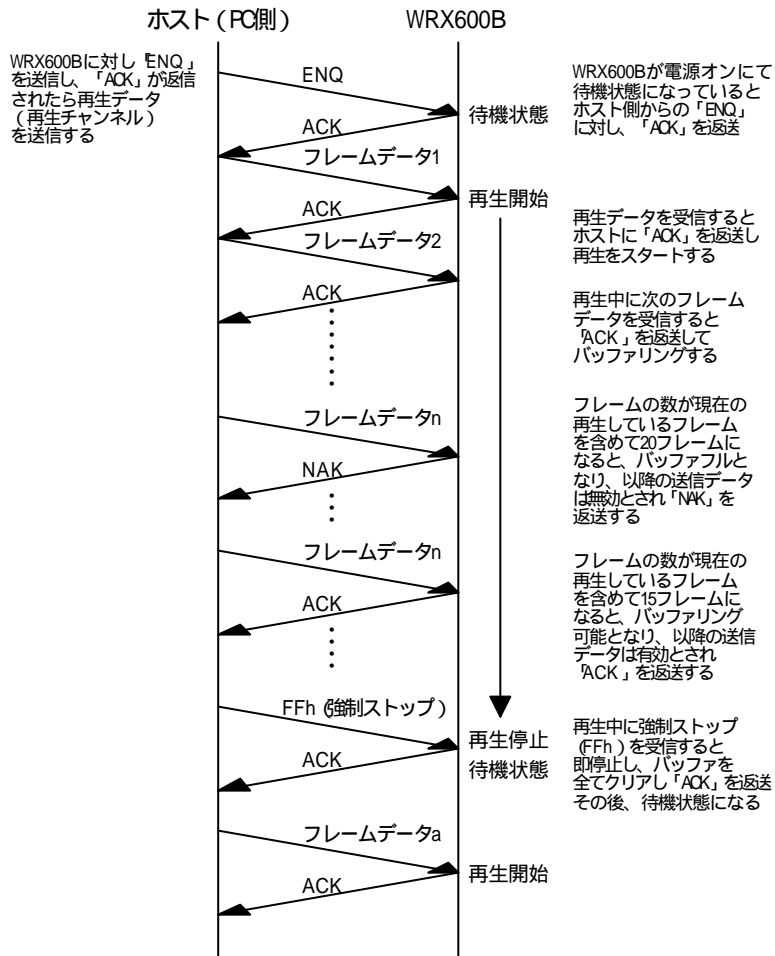 ホスト（PC側）
WRX600B
WRX600Bに対し「ENQ」
を送信し、「ACK」が返信
されたら再生データ
（再生チャンネル）
を送信する
ENQ
待機状態
WRX600Bが電源オンにて
待機状態になっていると
ホスト側からの「ENQ」
に対し、「ACK」を返送
ACK
フレームデータ1
再生開始
ACK
フレームデータ2
再生データを受信すると
ホストに「ACK」を返送し
再生をスタートする
ACK
再生中に次のフレーム
データを受信すると
「ACK」を返送して
バッファリングする
フレームデータn
NAK
フレームの数が現在の
再生しているフレーム
を含めて20フレームに
なると、バッファフルと
なり、以降の送信データ
は無効とされ「NAK」を
返送する
フレームデータn
ACK
フレームの数が現在の
再生しているフレーム
を含めて15フレームに
なると、バッファリング
可能となり、以降の送信
データは有効とされ
「ACK」を返送する
FFh（強制ストップ）
再生停止
待機状態
ACK
再生中に強制ストップ
（FFh）を受信すると
即停止し、バッファを
全てクリアし「ACK」を返送
その後、待機状態になる
フレームデータa
再生開始
ACK